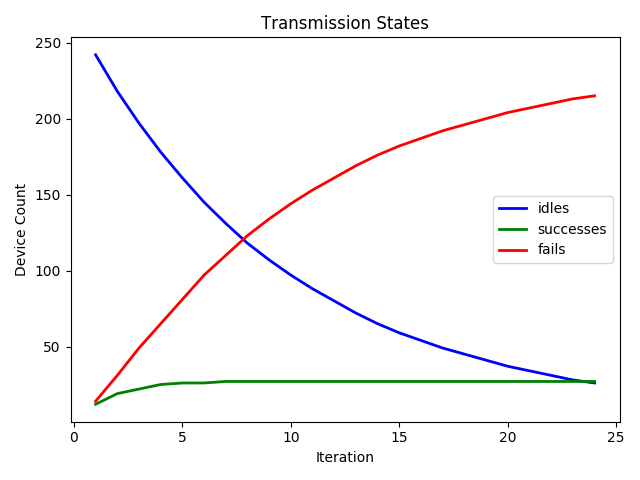 Transmission States
250
200
150
100
50
Device Count
idles
successes
fails
0 5 10 15 20 25
Iteration